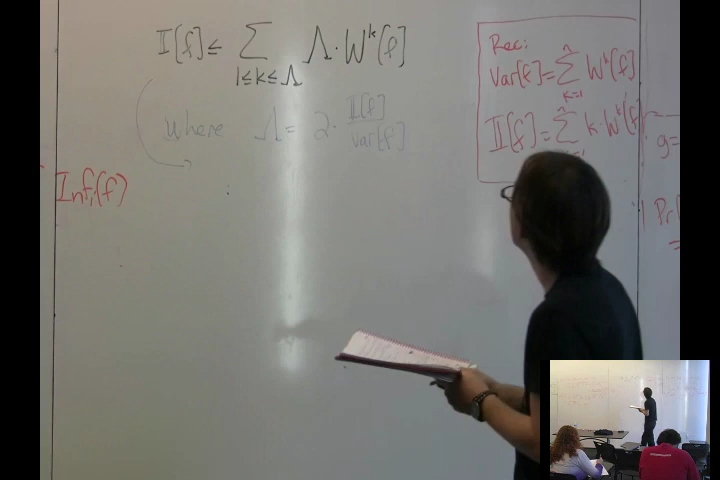 𝕀[f] ≤ ∑ Λ · W^k[f]
1≤k≤Λ
where Λ = 2 · 𝕀[f] / Var[f]
Inf_i(f)
Rec:
Var[f] = ∑_{k=1}^{n} W^k[f]
𝕀[f] = ∑ k · W^k[f]
g =
Pr[
=